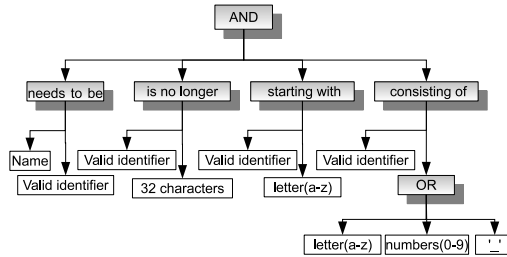 AND
needs to be
is no longer
starting with
consisting of
Name
Valid identifier
Valid identifier
Valid identifier
Valid identifier
32 characters
letter(a-z)
OR
letter(a-z)
numbers(0-9)
'_'